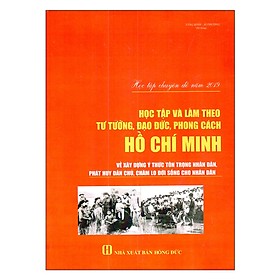 Học tập chuyên đề năm 2019
HỌC TẬP VÀ LÀM THEO
TƯ TƯỞNG, ĐẠO ĐỨC, PHONG CÁCH
HỒ CHÍ MINH
VỀ XÂY DỰNG Ý THỨC TÔN TRỌNG NHÂN DÂN,
PHÁT HUY DÂN CHỦ, CHĂM LO ĐỜI SỐNG CHO NHÂN DÂN
NHÀ XUẤT BẢN HỒNG ĐỨC